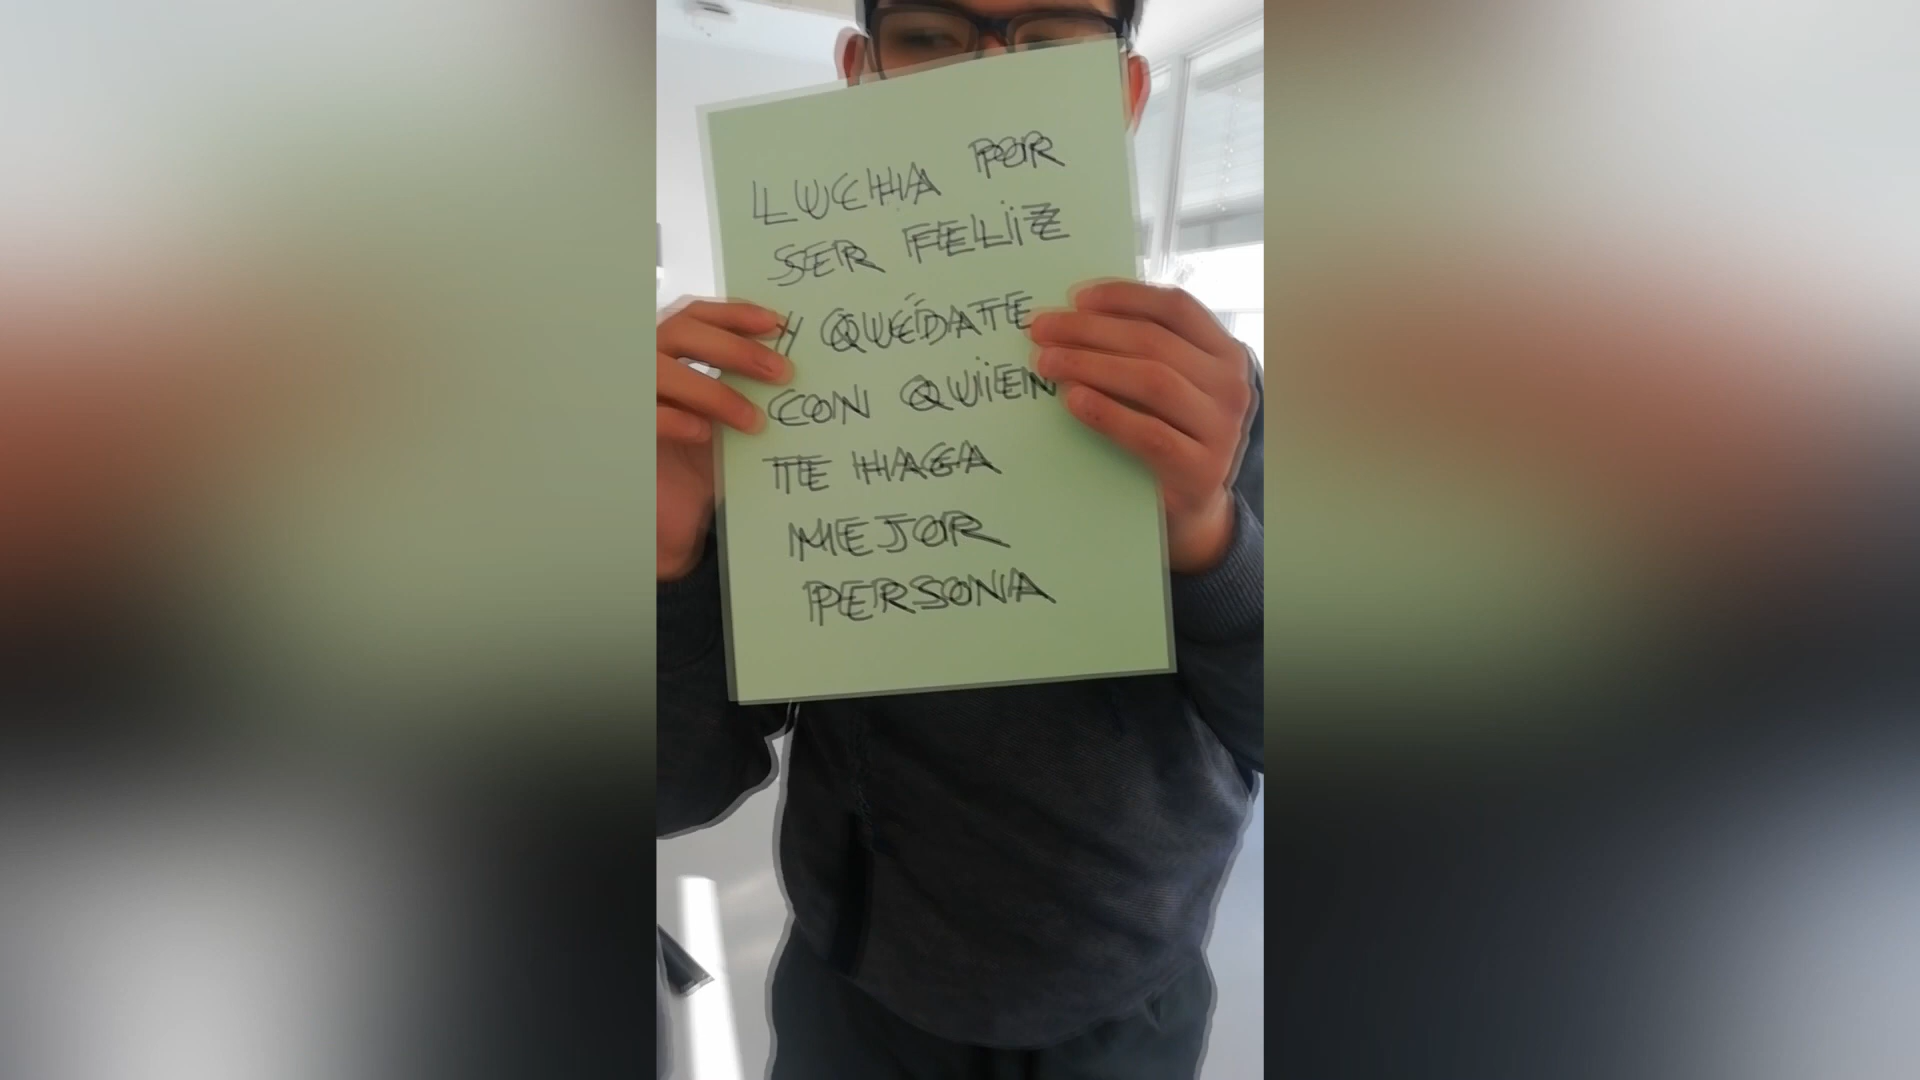 LUCHA POR
SER FELIZ
Y QUÉDATE
CON QUIEN
TE HAGA
MEJOR
PERSONA